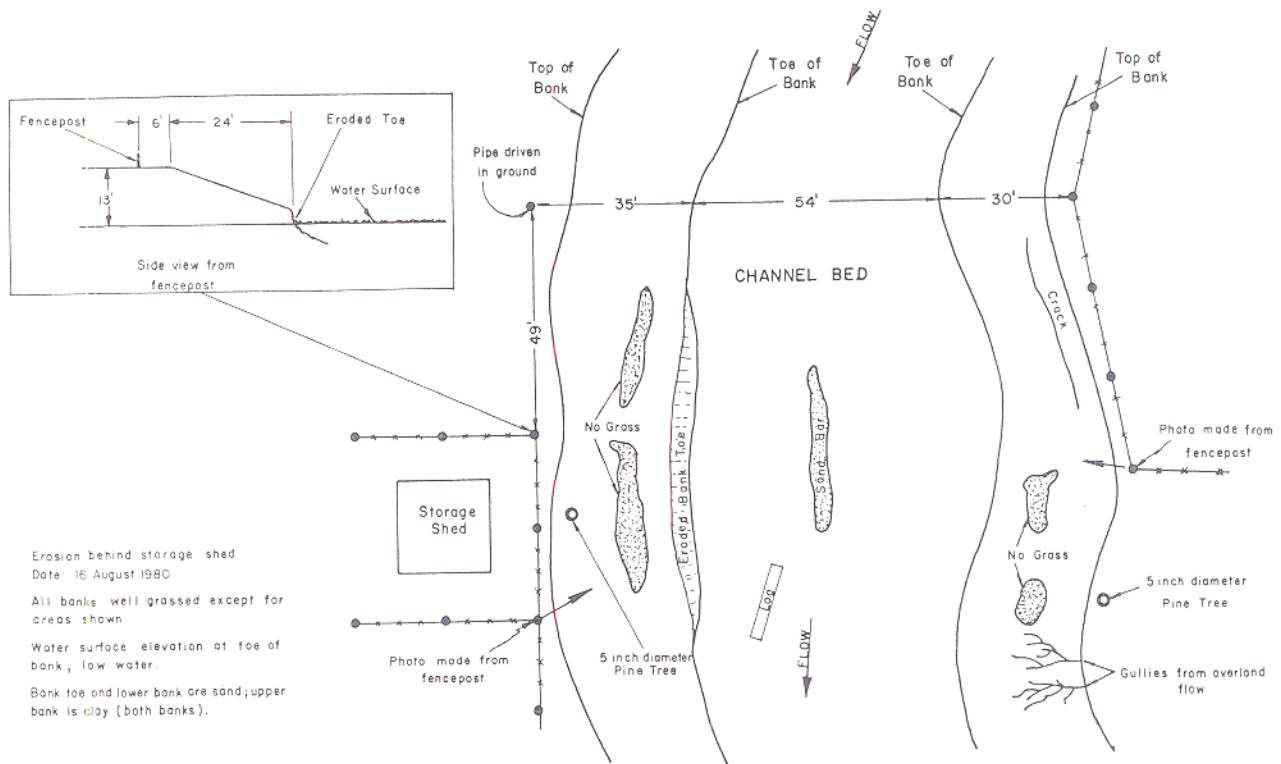 FLOW
Top of
Bank
Toe of
Bank
Toe of
Bank
Top of
Bank
Fencepost
6'
24'
Eroded Toe
13'
Water Surface
Side view from
fencepost
Pipe driven
in ground
35'
54'
30'
49'
CHANNEL BED
Crack
No Grass
Eroded Bank Toe
Sand Bar
Photo made from
fencepost
Storage
Shed
No Grass
Log
5 inch diameter
Pine Tree
FLOW
Photo made from
fencepost
5 inch diameter
Pine Tree
Gullies from overland
flow
Erosion behind storage shed
Date: 16 August 1980
All banks well grassed except for
areas shown
Water surface elevation at toe of
bank, low water.
Bank toe and lower bank are sand; upper
bank is clay (both banks).